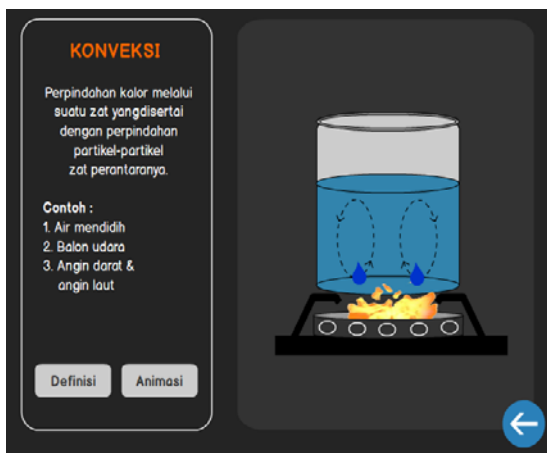 KONVEKSI
Perpindahan kalor melalui
suatu zat yangdisertai
dengan perpindahan
partikel-partikel
zat perantaranya.
Contoh :
1. Air mendidih
2. Balon udara
3. Angin darat &
angin laut
Definisi
Animasi